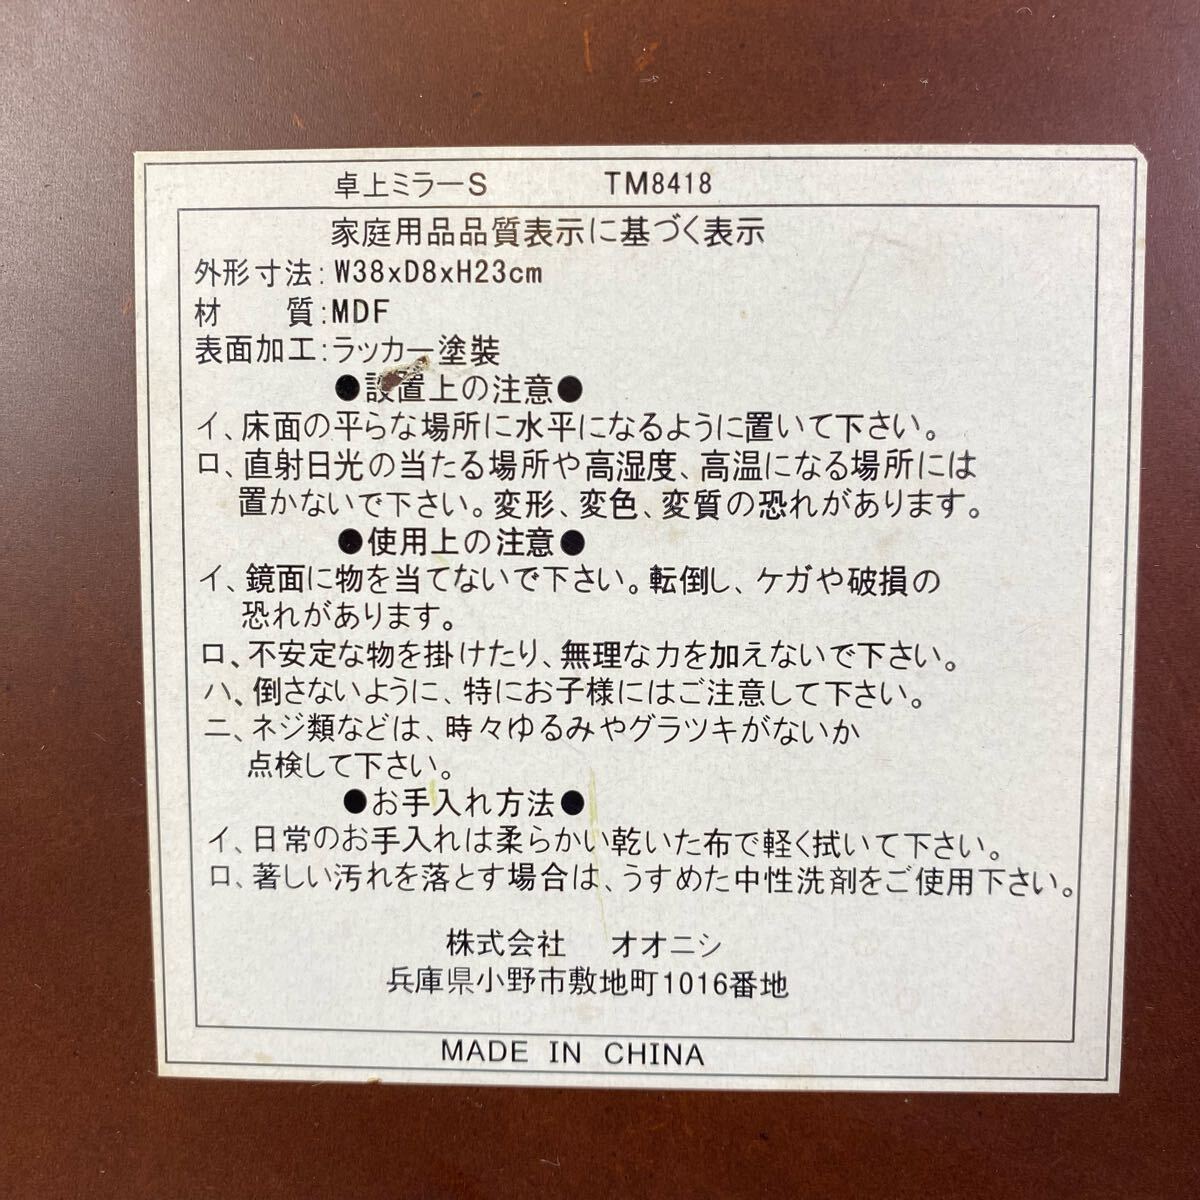 卓上ミラーS TM8418
家庭用品品質表示に基づく表示
外形寸法:W38xD8xH23cm
材 質:MDF
表面加工:ラッカー塗装
●設置上の注意●
イ、床面の平らな場所に水平になるように置いて下さい。
ロ、直射日光の当たる場所や高湿度、高温になる場所には
置かないで下さい。変形、変色、変質の恐れがあります。
●使用上の注意●
イ、鏡面に物を当てないで下さい。転倒し、ケガや破損の
恐れがあります。
ロ、不安定な物を掛けたり、無理な力を加えないで下さい。
ハ、倒さないように、特にお子様にはご注意して下さい。
ニ、ネジ類などは、時々ゆるみやグラツキがないか
点検して下さい。
●お手入れ方法●
イ、日常のお手入れは柔らかい乾いた布で軽く拭いて下さい。
ロ、著しい汚れを落とす場合は、うすめた中性洗剤をご使用下さい。
株式会社 オオニシ
兵庫県小野市敷地町1016番地
MADE IN CHINA